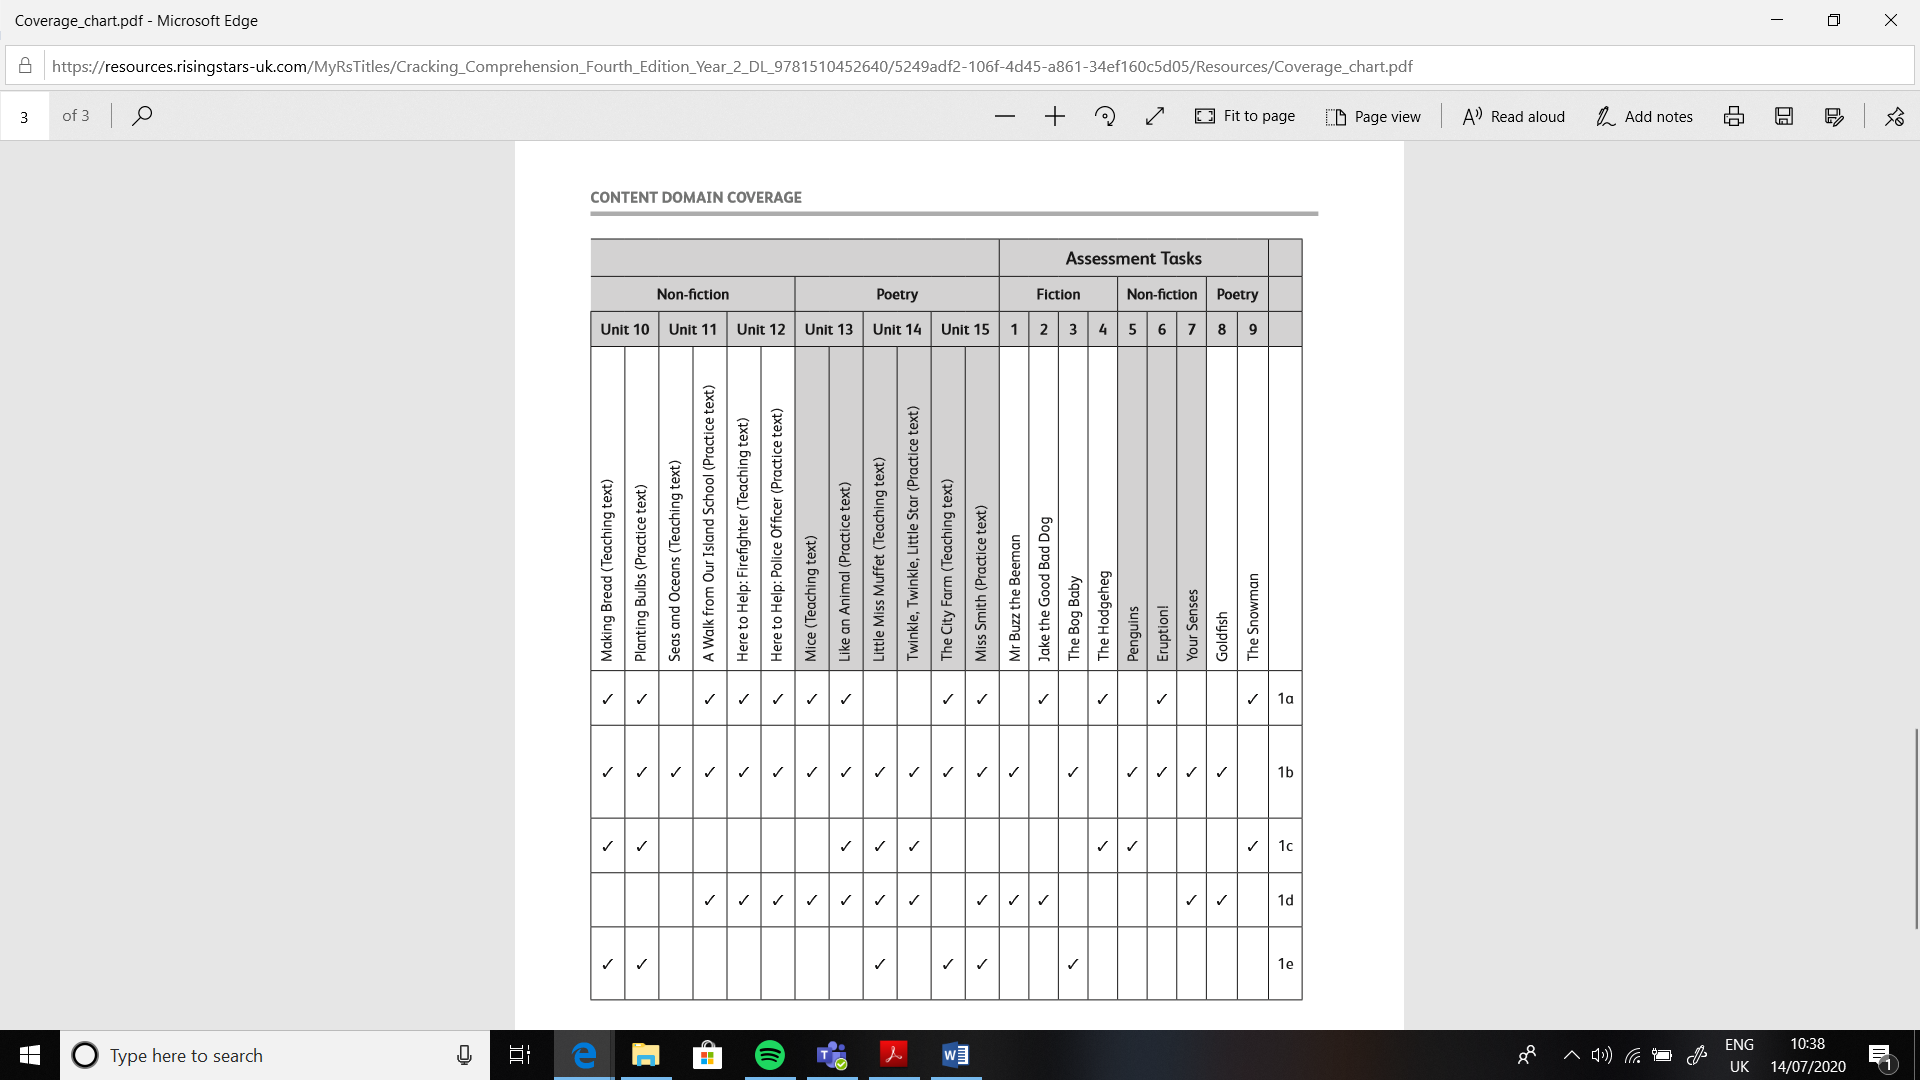 Coverage_chart.pdf - Microsoft Edge
https://resources.risingstars-uk.com/MyRsTitles/Cracking_Comprehension_Fourth_Edition_Year_2_DL_9781510452640/5249adf2-106f-4d45-a861-34ef160c5d05/Resources/Coverage_chart.pdf
3 of 3 Fit to page Page view Read aloud Add notes
CONTENT DOMAIN COVERAGE
Assessment Tasks
Non-fiction Poetry Fiction Non-fiction Poetry
Unit 10 Unit 11 Unit 12 Unit 13 Unit 14 Unit 15 1 2 3 4 5 6 7 8 9
Making Bread (Teaching text)
Planting Bulbs (Practice text)
Seas and Oceans (Teaching text)
A Walk from Our Island School (Practice text)
Here to Help: Firefighter (Teaching text)
Here to Help: Police Officer (Practice text)
Mice (Teaching text)
Like an Animal (Practice text)
Little Miss Muffet (Teaching text)
Twinkle, Twinkle, Little Star (Practice text)
The City Farm (Teaching text)
Miss Smith (Practice text)
Mr Buzz the Beeman
Jake the Good Bad Dog
The Bog Baby
The Hodgeheg
Penguins
Eruption!
Your Senses
Goldfish
The Snowman
✓ ✓ ✓ ✓ ✓ ✓ ✓ ✓ ✓ ✓ ✓ ✓ ✓ 1a
✓ ✓ ✓ ✓ ✓ ✓ ✓ ✓ ✓ ✓ ✓ ✓ ✓ ✓ ✓ ✓ ✓ ✓ 1b
✓ ✓ ✓ ✓ ✓ ✓ ✓ ✓ 1c
✓ ✓ ✓ ✓ ✓ ✓ ✓ ✓ ✓ ✓ ✓ ✓ 1d
✓ ✓ ✓ ✓ ✓ ✓ 1e
Type here to search
ENG 10:38
UK 14/07/2020 1